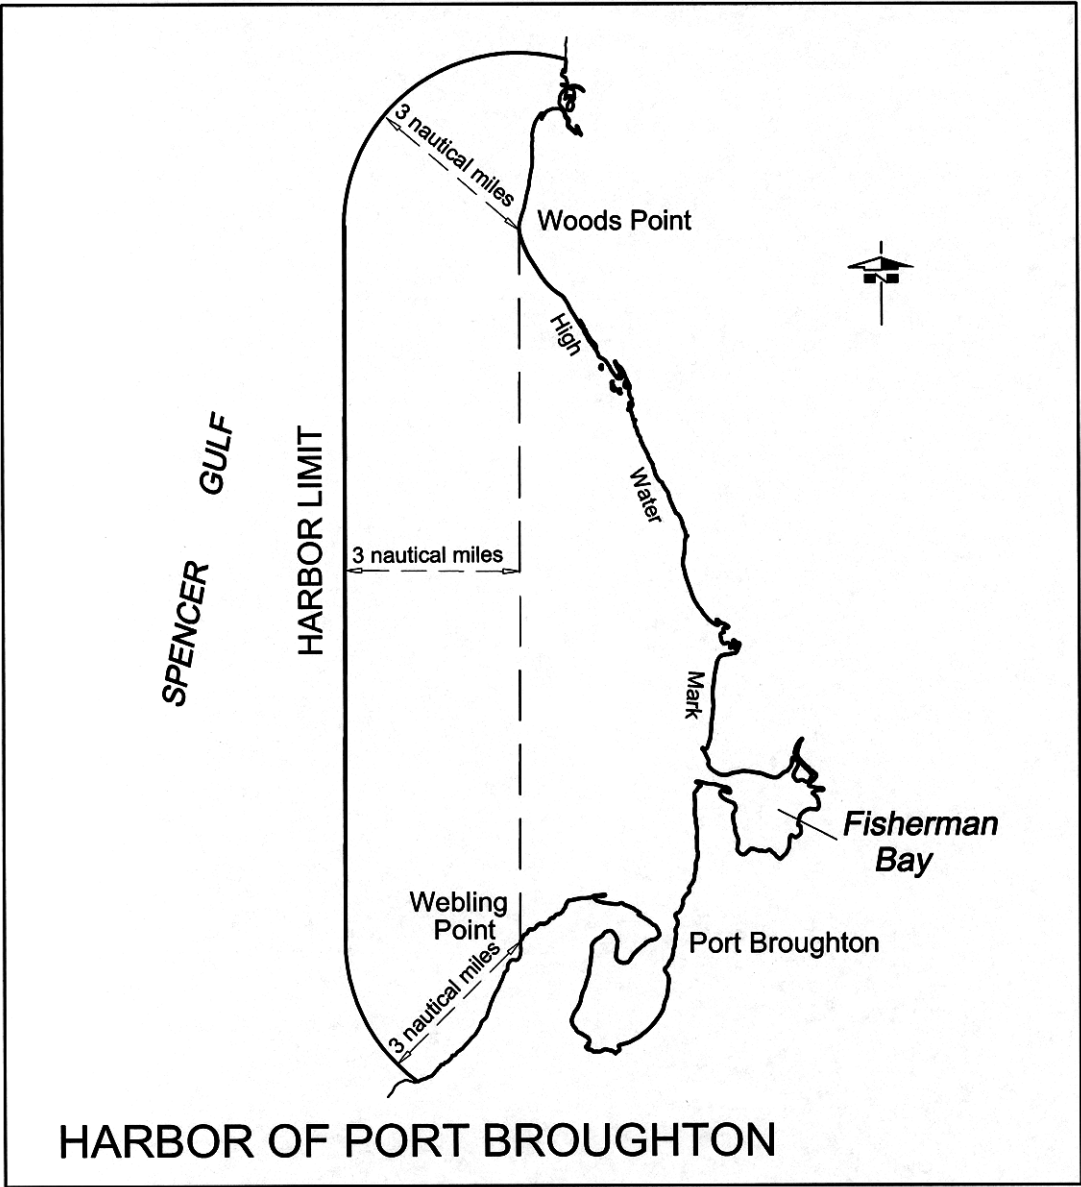 3 nautical miles
Woods Point
N
High
SPENCER GULF
HARBOR LIMIT
Water
3 nautical miles
Mark
Fisherman
Bay
Webling
Point
Port Broughton
3 nautical miles
HARBOR OF PORT BROUGHTON